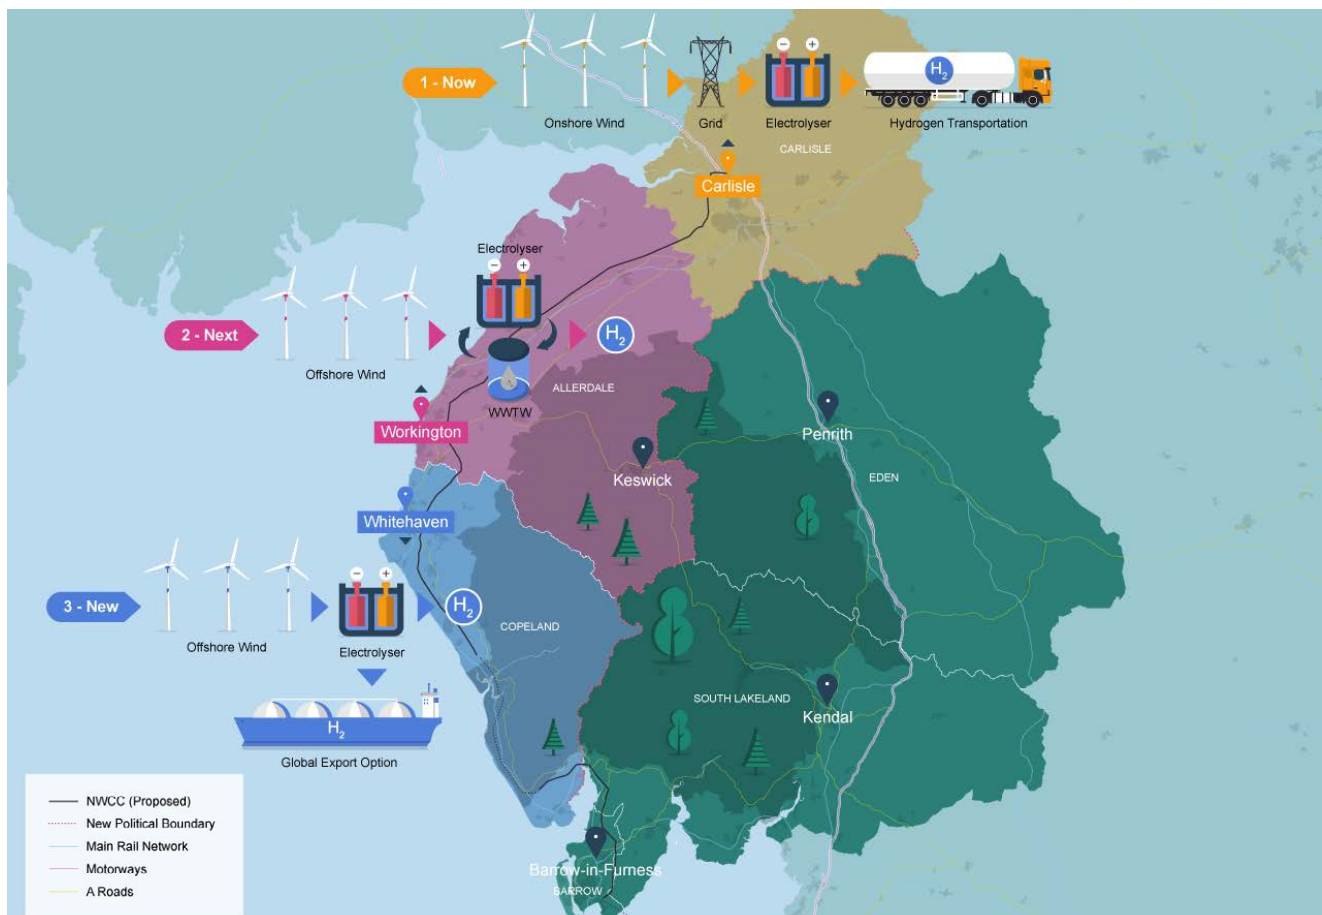 1 - Now
Onshore Wind
Grid
Electrolyser
H2
Hydrogen Transportation
CARLISLE
Carlisle
2 - Next
Offshore Wind
Electrolyser
WWTW
H2
ALLERDALE
Workington
Keswick
Penrith
EDEN
Whitehaven
3 - New
Offshore Wind
Electrolyser
H2
COPELAND
H2
Global Export Option
SOUTH LAKELAND
Kendal
Barrow-in-Furness
BARROW
NWCC (Proposed)
New Political Boundary
Main Rail Network
Motorways
A Roads